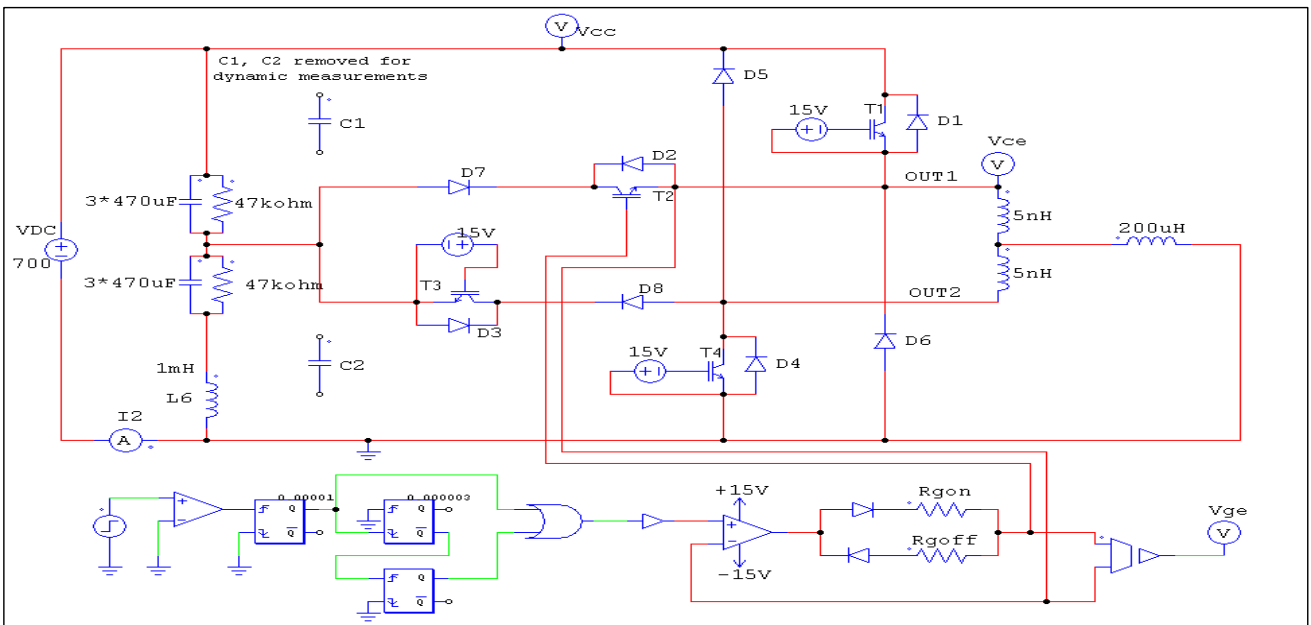 Vcc
C1, C2 removed for
dynamic measurements
D5
15V
T1
D1
C1
Vce
V
D2
D7
OUT1
T2
3*470uF
47kohm
5nH
VDC
15V
200uH
700
3*470uF
47kohm
T3
D8
5nH
OUT2
D3
D6
15V
T4
C2
D4
1mH
L6
I2
A
0.00001
0.000003
+15V
Rgon
Vge
V
Rgoff
-15V
Q
Q
Q
Q
Q
Q
V